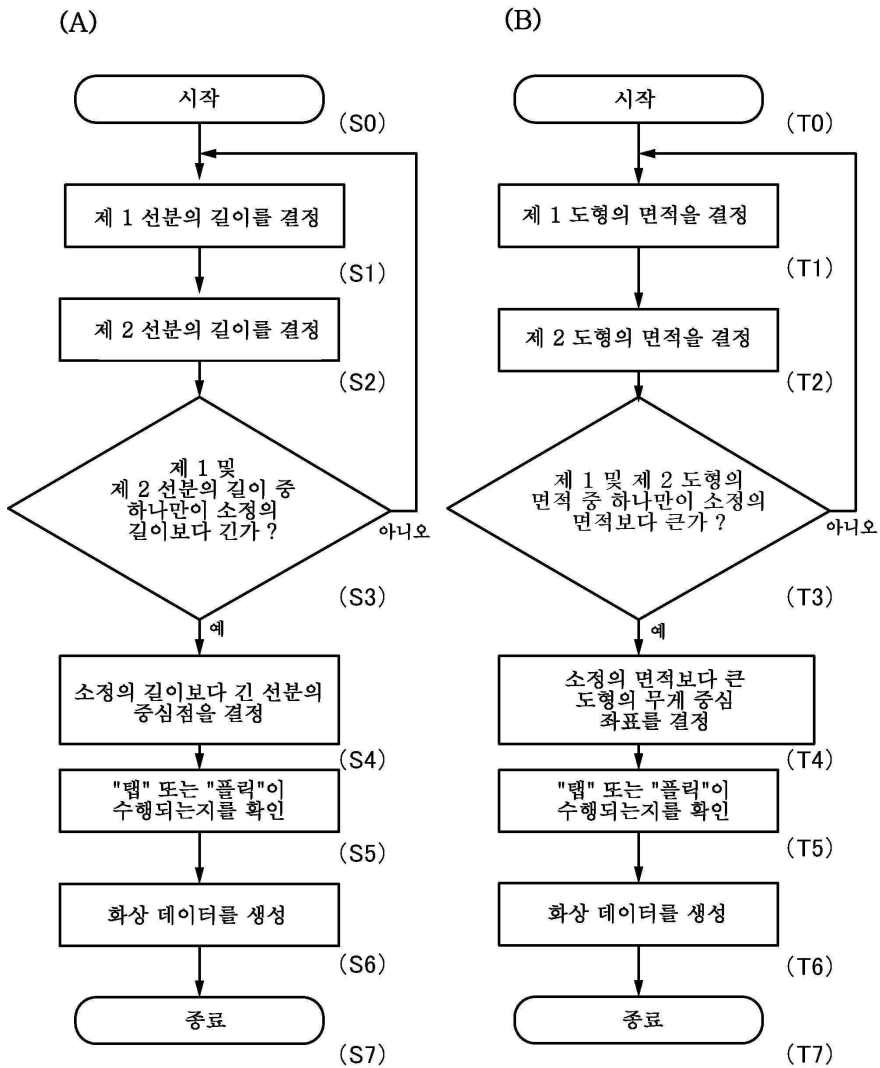 (A)
시작
(S0)
제 1 선분의 길이를 결정
(S1)
제 2 선분의 길이를 결정
(S2)
제 1 및
제 2 선분의 길이 중
하나만이 소정의
길이보다 긴가 ?
아니오
(S3)
예
소정의 길이보다 긴 선분의
중심점을 결정
(S4)
"탭" 또는 "플릭"이
수행되는지를 확인
(S5)
화상 데이터를 생성
(S6)
종료
(S7)
(B)
시작
(T0)
제 1 도형의 면적을 결정
(T1)
제 2 도형의 면적을 결정
(T2)
제 1 및 제 2 도형의
면적 중 하나만이 소정의
면적보다 큰가 ?
아니오
(T3)
예
소정의 면적보다 큰
도형의 무게 중심
좌표를 결정
(T4)
"탭" 또는 "플릭"이
수행되는지를 확인
(T5)
화상 데이터를 생성
(T6)
종료
(T7)